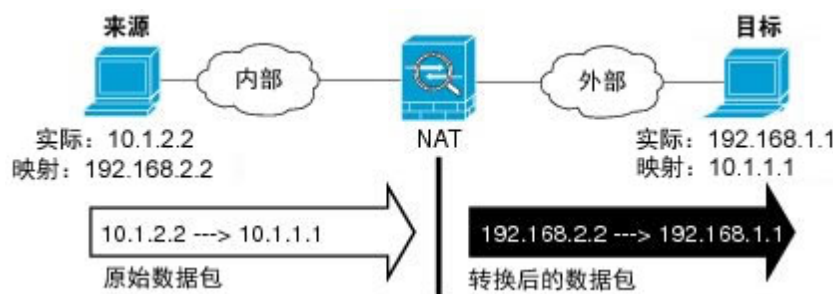 来源
目标
内部
外部
实际：10.1.2.2
映射：192.168.2.2
NAT
实际：192.168.1.1
映射：10.1.1.1
10.1.2.2 ---> 10.1.1.1
192.168.2.2 ---> 192.168.1.1
原始数据包
转换后的数据包